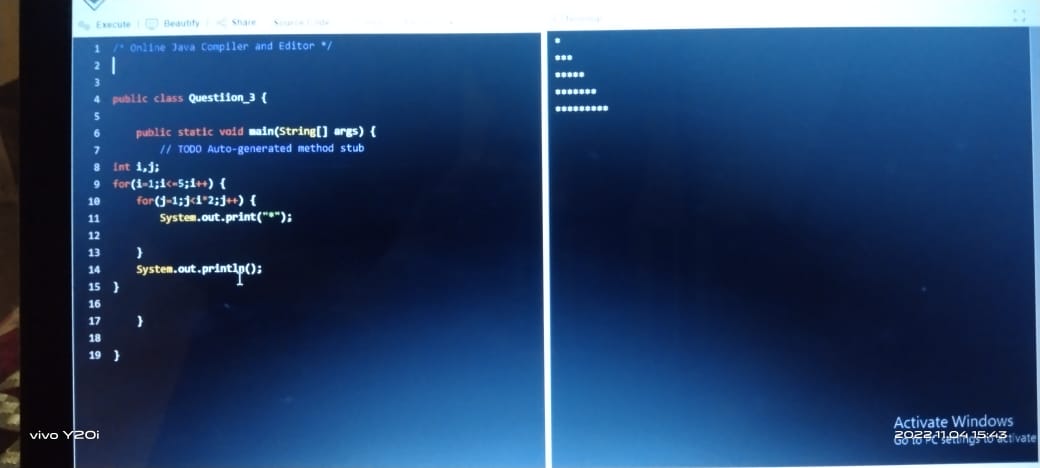 Execute | Beautify | Share Source Code
1 /* Online Java Compiler and Editor */
2
3
4 public class Questiion_3 {
5
6 public static void main(String[] args) {
7 // TODO Auto-generated method stub
8 int i,j;
9 for(i=1;i<=5;i++) {
10 for(j=1;j<i*2;j++) {
11 System.out.print("*");
12
13 }
14 System.out.println();
15 }
16
17 }
18
19 }
*
***
*****
*******
*********
Activate Windows
Go to PC settings to activate
vivo Y20i
2022.11.04 15:43